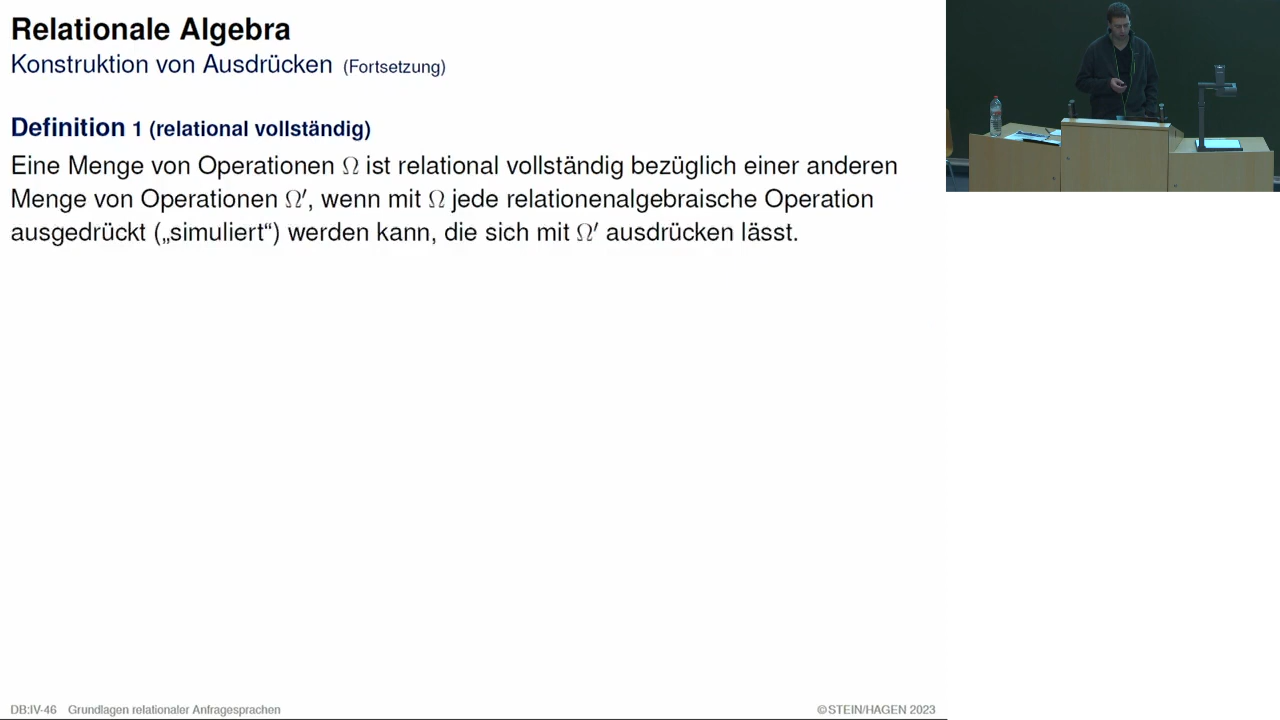 Relationale Algebra
Konstruktion von Ausdrücken (Fortsetzung)
Definition 1 (relational vollständig)
Eine Menge von Operationen Ω ist relational vollständig bezüglich einer anderen
Menge von Operationen Ω′, wenn mit Ω jede relationenalgebraische Operation
ausgedrückt („simuliert“) werden kann, die sich mit Ω′ ausdrücken lässt.
DB:IV-46 Grundlagen relationaler Anfragesprachen
©STEIN/HAGEN 2023